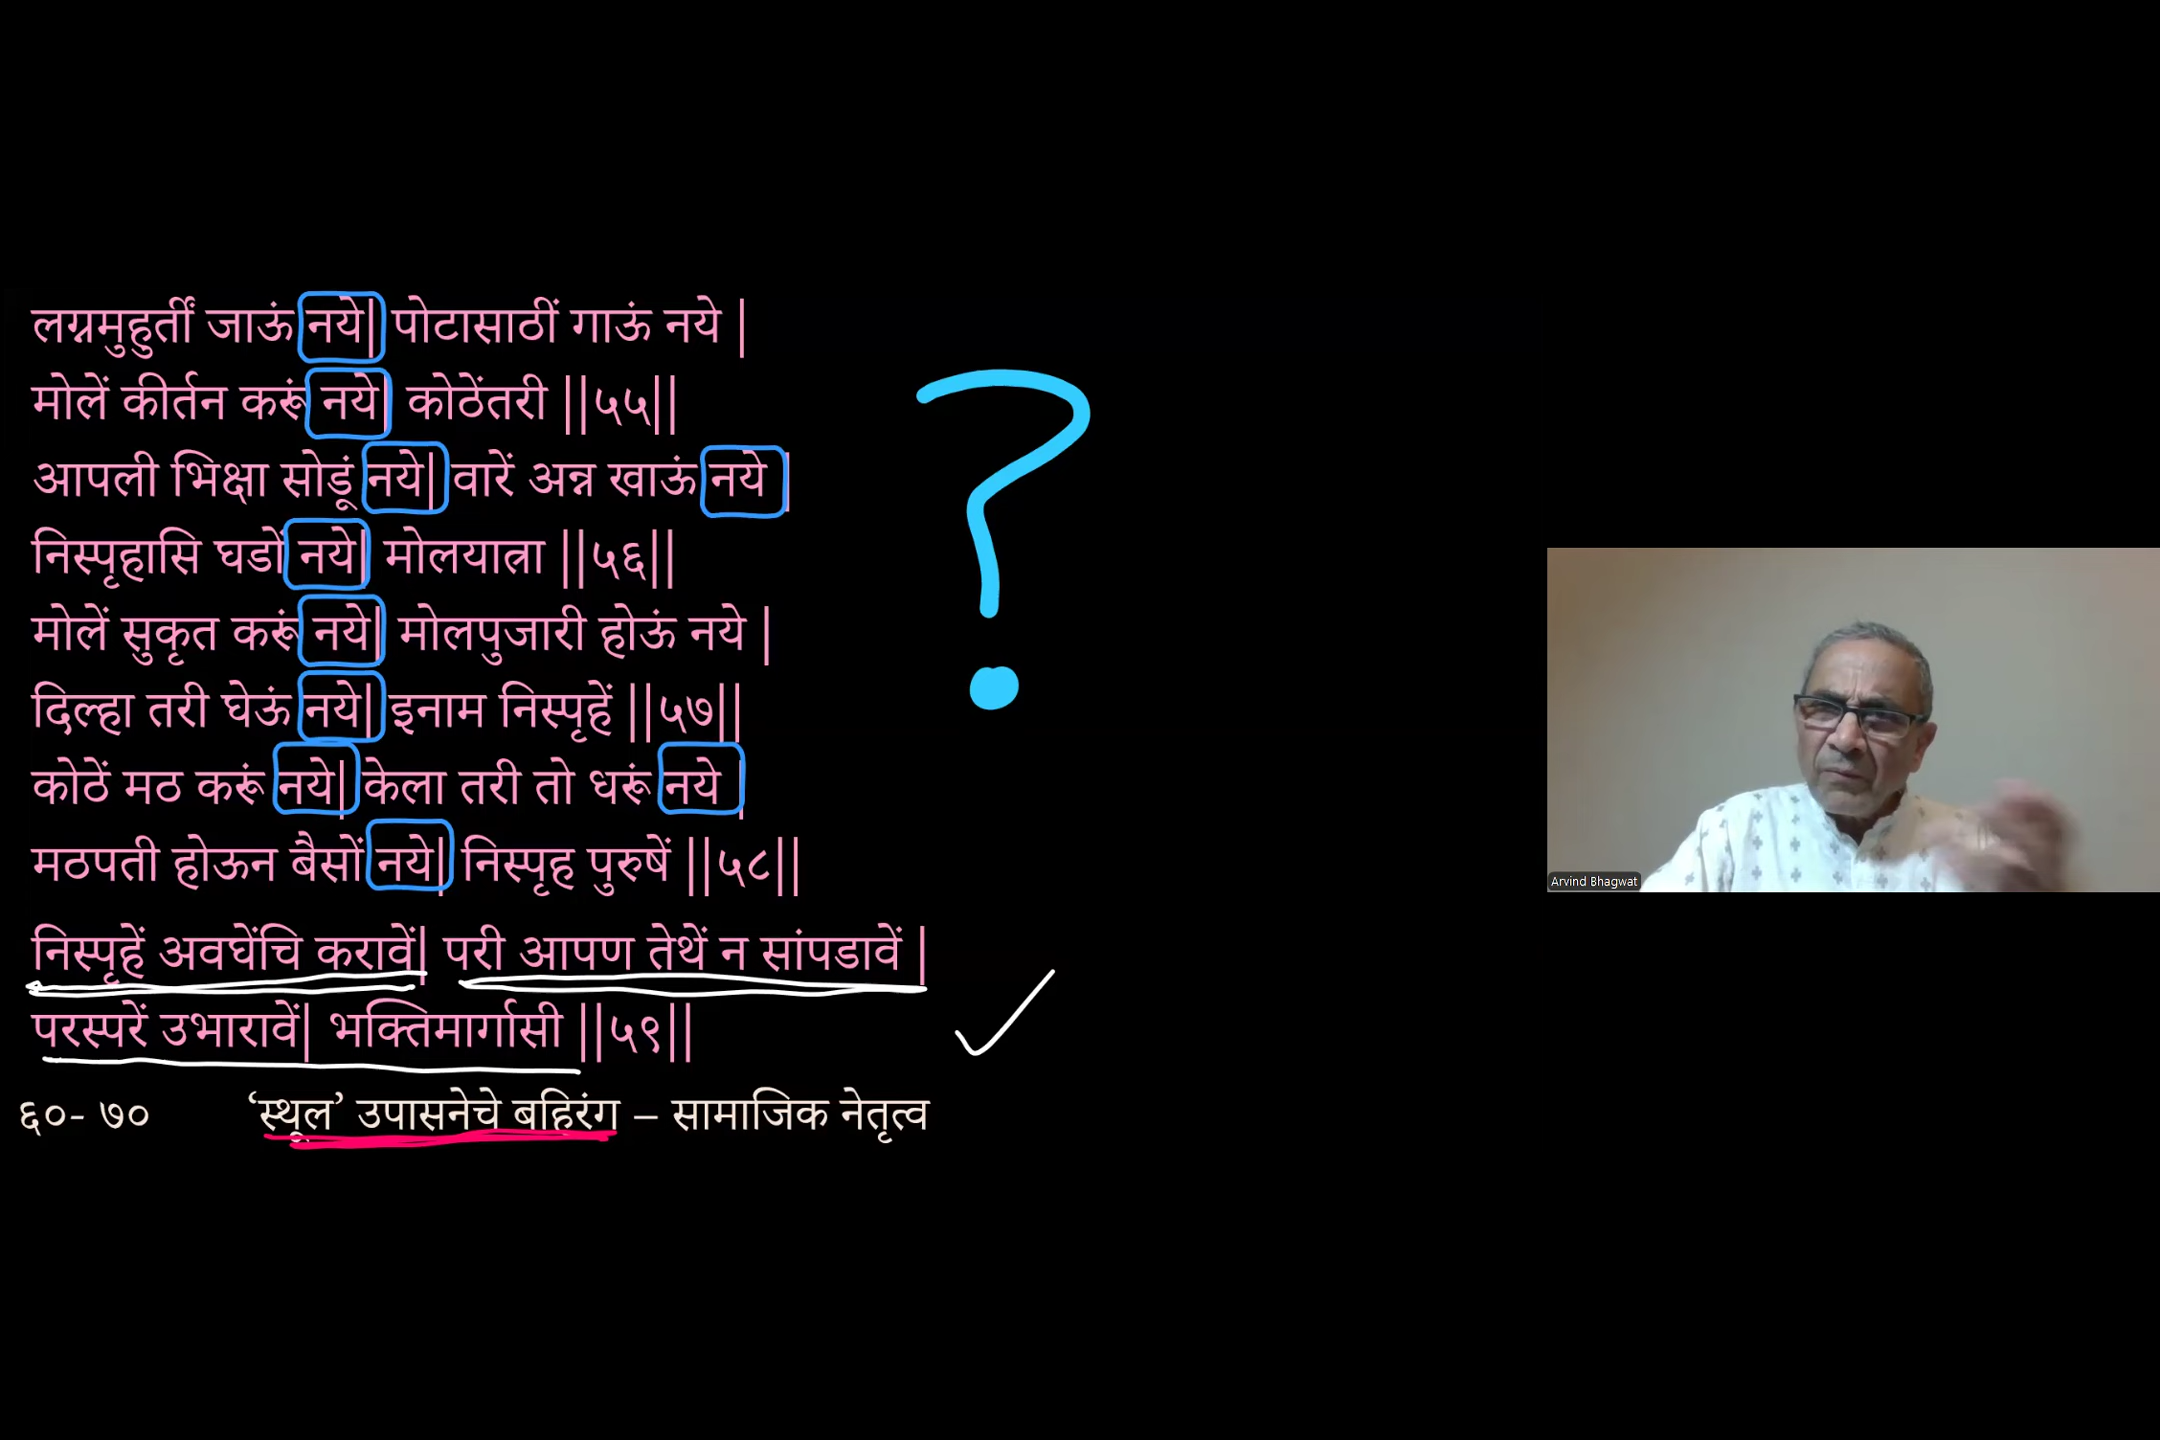 लग्नमुहुर्तीं जाऊं नये| पोटासाठीं गाऊं नये |
मोलें कीर्तन करूं नये| कोठेंतरी ||५५||
आपली भिक्षा सोडूं नये| वारें अन्न खाऊं नये |
निस्पृहासि घडों नये| मोलयात्रा ||५६||
मोलें सुकृत करूं नये| मोलपुजारी होऊं नये |
दिल्हा तरी घेऊं नये| इनाम निस्पृहें ||५७||
कोठें मठ करूं नये| केला तरी तो धरूं नये |
मठपती होऊन बैसों नये| निस्पृह पुरुषें ||५८||
निस्पृहें अवघेंचि करावें| परी आपण तेथें न सांपडावें |
परस्परें उभारावें| भक्तिमार्गासी ||५९||
६०- ७० ‘स्थूल’ उपासनेचे बहिरंग – सामाजिक नेतृत्व
?
Arvind Bhagwat